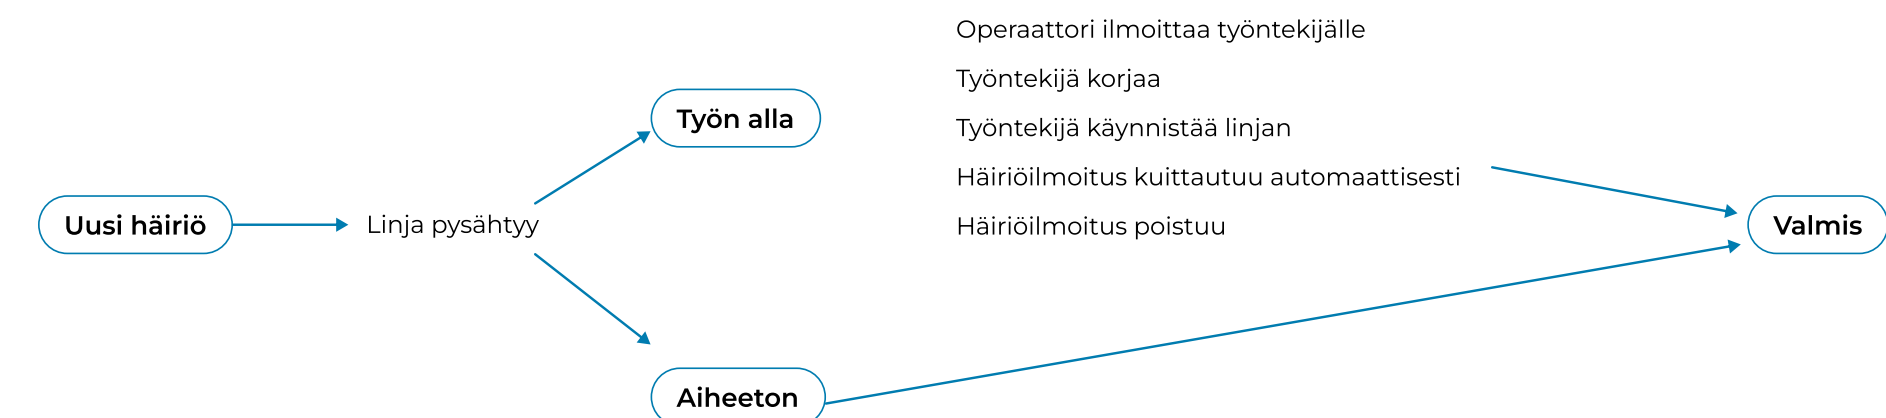 Uusi häiriö
Linja pysähtyy
Työn alla
Aiheeton
Operaattori ilmoittaa työntekijälle
Työntekijä korjaa
Työntekijä käynnistää linjan
Häiriöilmoitus kuittautuu automaattisesti
Häiriöilmoitus poistuu
Valmis